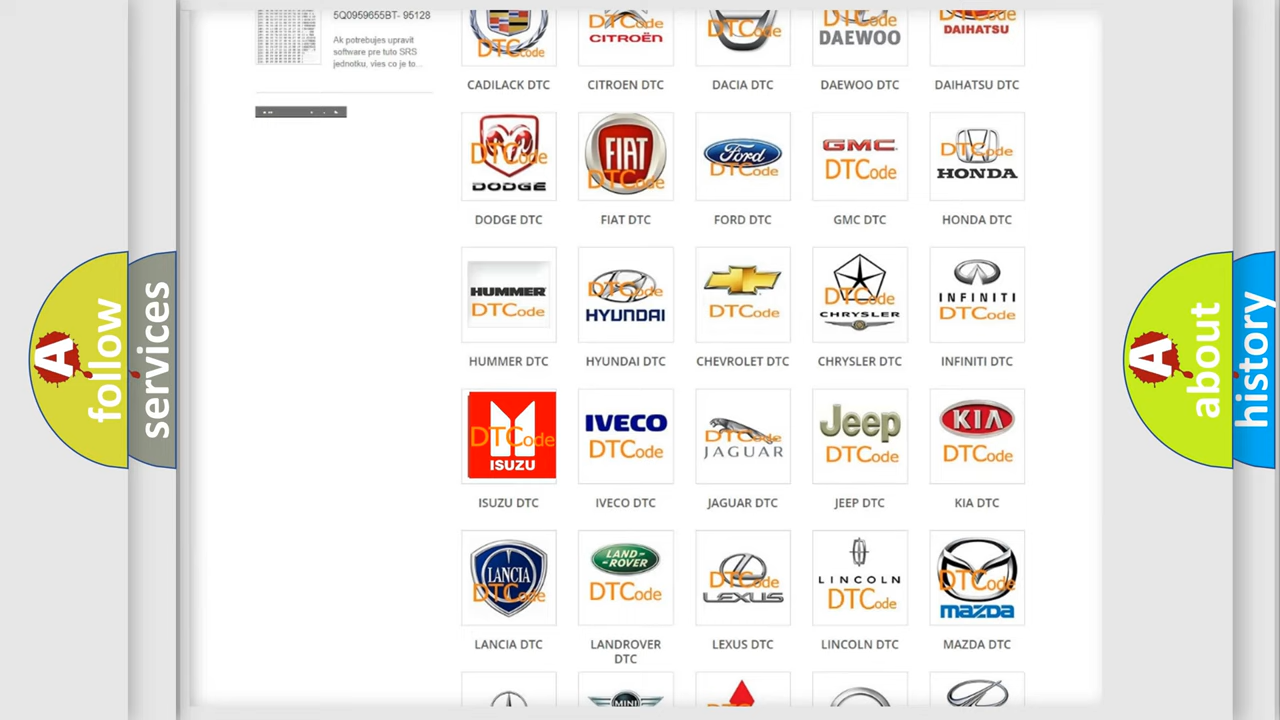 5Q0959655BT- 95128
Ak potrebujes upravit
software pre tuto SRS
jednotku, vies co je to...
DTCode
DTCode
CITROËN
DTCode
DAEWOO
DTCode
DAIHATSU
CADILACK DTC
CITROEN DTC
DACIA DTC
DAEWOO DTC
DAIHATSU DTC
DTCode
DODGE
FIAT
DTCode
Ford
DTCode
GMC
DTCode
DTCode
HONDA
DODGE DTC
FIAT DTC
FORD DTC
GMC DTC
HONDA DTC
HUMMER
DTCode
DTCode
HYUNDAI
DTCode
DTCode
CHRYSLER
INFINITI
DTCode
HUMMER DTC
HYUNDAI DTC
CHEVROLET DTC
CHRYSLER DTC
INFINITI DTC
DTCode
ISUZU
IVECO
DTCode
DTCode
JAGUAR
Jeep
DTCode
KIA
DTCode
ISUZU DTC
IVECO DTC
JAGUAR DTC
JEEP DTC
KIA DTC
LANCIA
DTCode
LAND-
ROVER
DTCode
DTCode
LEXUS
LINCOLN
DTCode
DTCode
mazda
LANCIA DTC
LANDROVER
DTC
LEXUS DTC
LINCOLN DTC
MAZDA DTC
MINI
A
follow
services
A
about
history